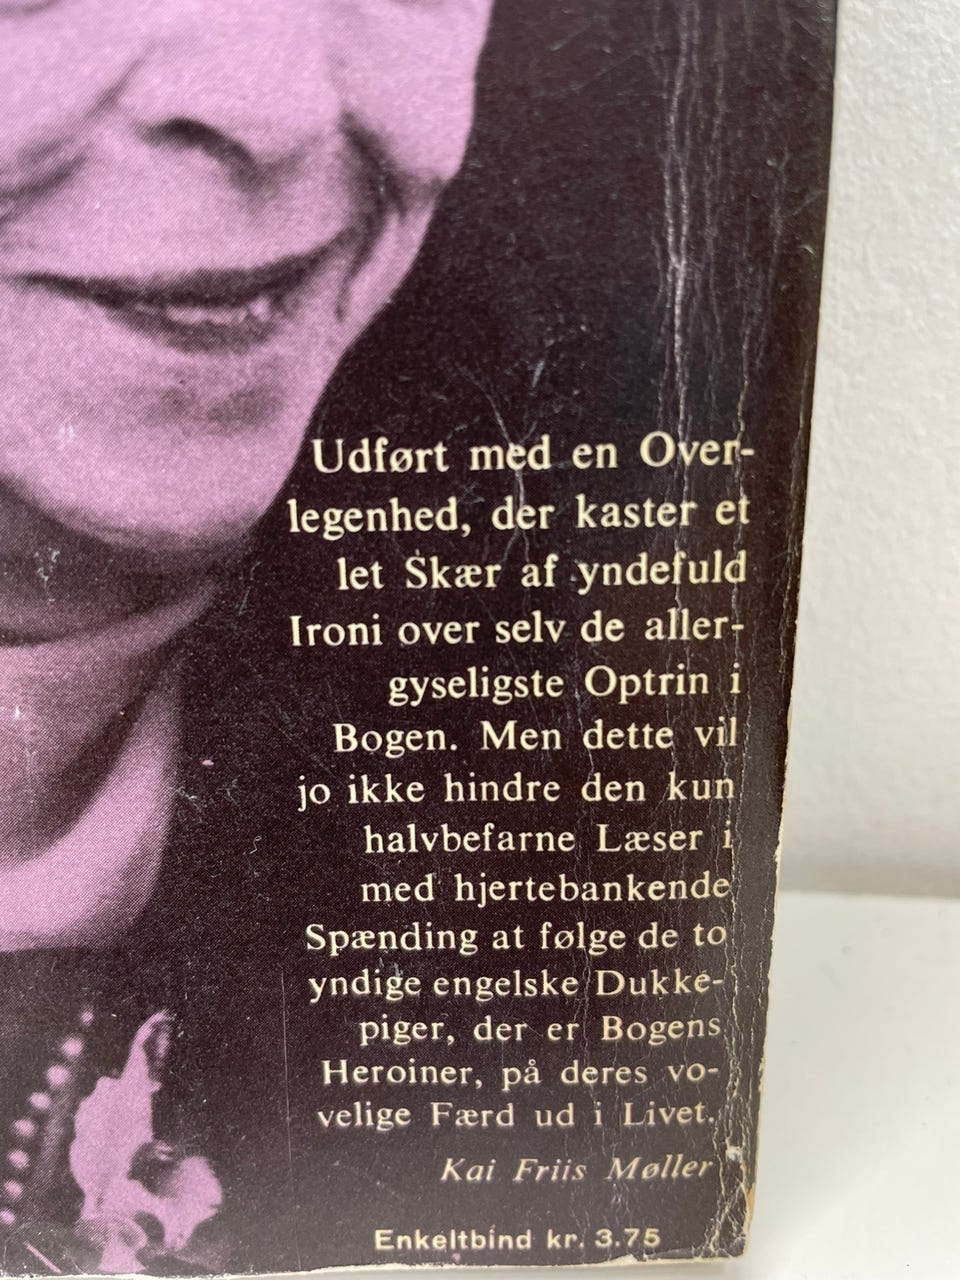 Udført med en Over-
legenhed, der kaster et
let Skær af yndefuld
Ironi over selv de aller-
gyseligste Optrin i
Bogen. Men dette vil
jo ikke hindre den kun
halvbefarne Læser i
med hjertebankende
Spænding at følge de to
yndige engelske Dukke-
piger, der er Bogens
Heroiner, på deres vo-
velige Færd ud i Livet.
Kai Friis Møller
Enkeltbind kr. 3.75